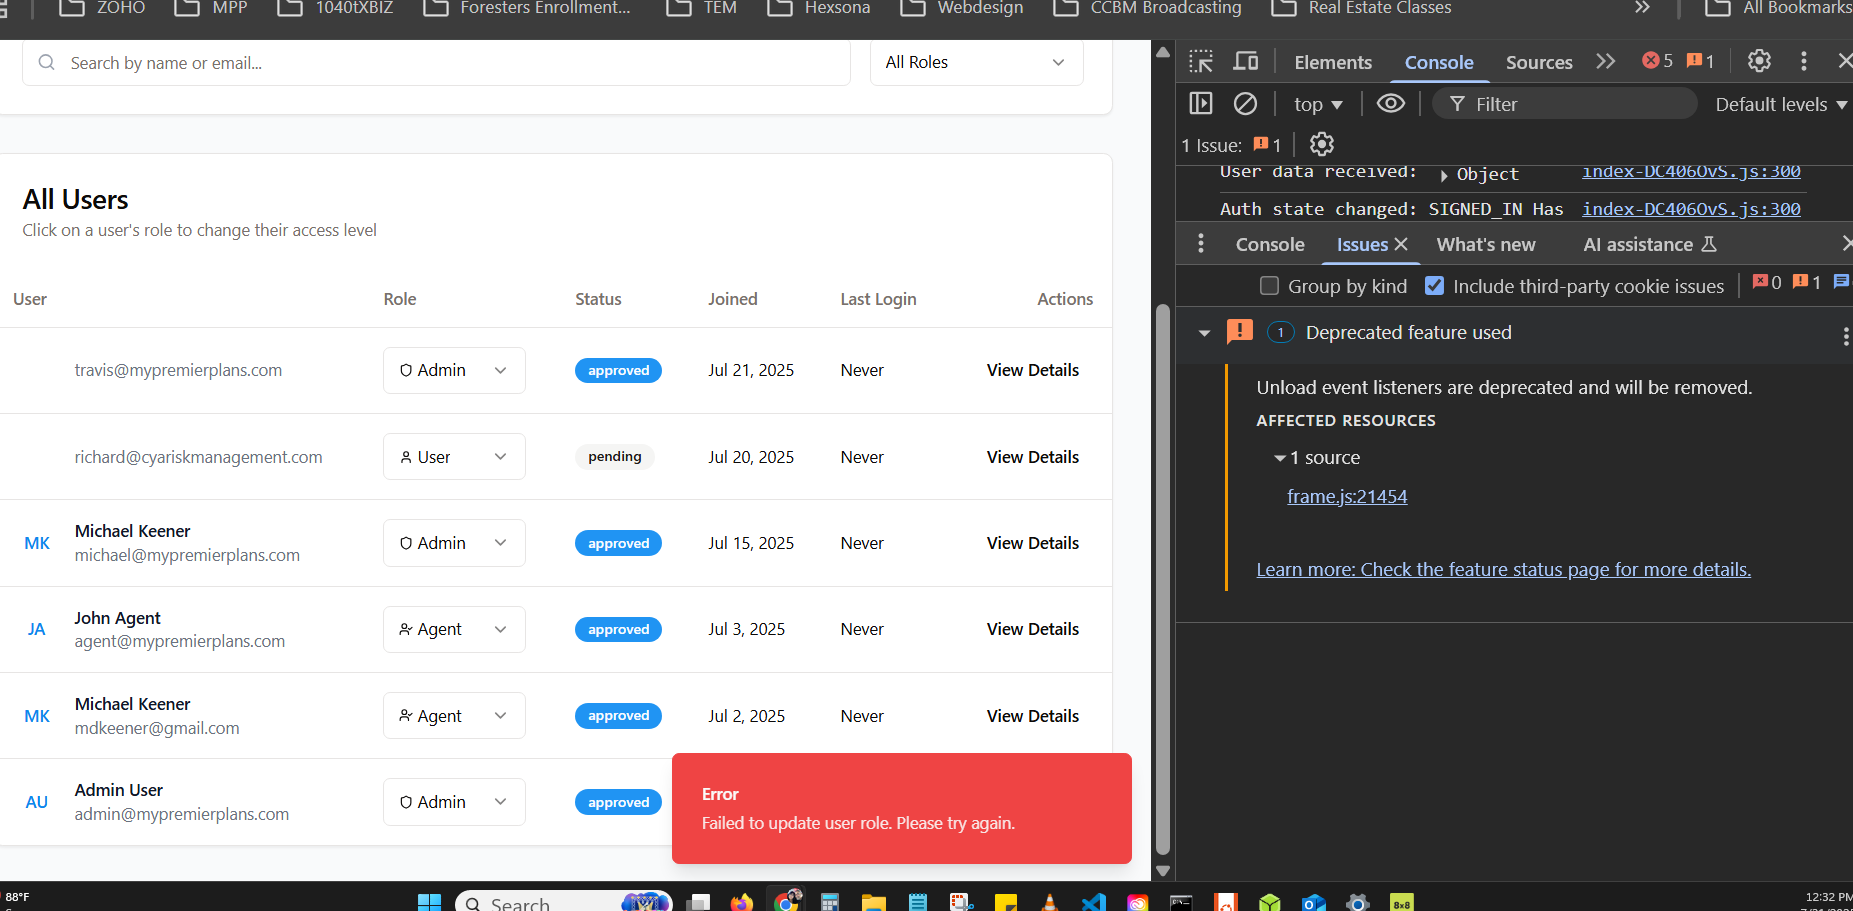 ZOHO MPP 1040tXBIZ Foresters Enrollment... TEM Hexsona Webdesign CCBM Broadcasting Real Estate Classes All Bookmarks
Search by name or email...
All Roles
All Users
Click on a user's role to change their access level
User Role Status Joined Last Login Actions
travis@mypremierplans.com Admin approved Jul 21, 2025 Never View Details
richard@cyariskmanagement.com User pending Jul 20, 2025 Never View Details
MK Michael Keener
michael@mypremierplans.com Admin approved Jul 15, 2025 Never View Details
JA John Agent
agent@mypremierplans.com Agent approved Jul 3, 2025 Never View Details
MK Michael Keener
mdkeener@gmail.com Agent approved Jul 2, 2025 Never View Details
AU Admin User
admin@mypremierplans.com Admin approved
Error
Failed to update user role. Please try again.
Elements Console Sources 5 1
top Filter Default levels
1 Issue: 1
User data received: Object index-DC406OvS.js:300
Auth state changed: SIGNED_IN Has index-DC406OvS.js:300
Console Issues What's new AI assistance
Group by kind Include third-party cookie issues 0 1
1 Deprecated feature used
Unload event listeners are deprecated and will be removed.
AFFECTED RESOURCES
1 source
frame.js:21454
Learn more: Check the feature status page for more details.
88°F
Search
8x8
12:32 PM